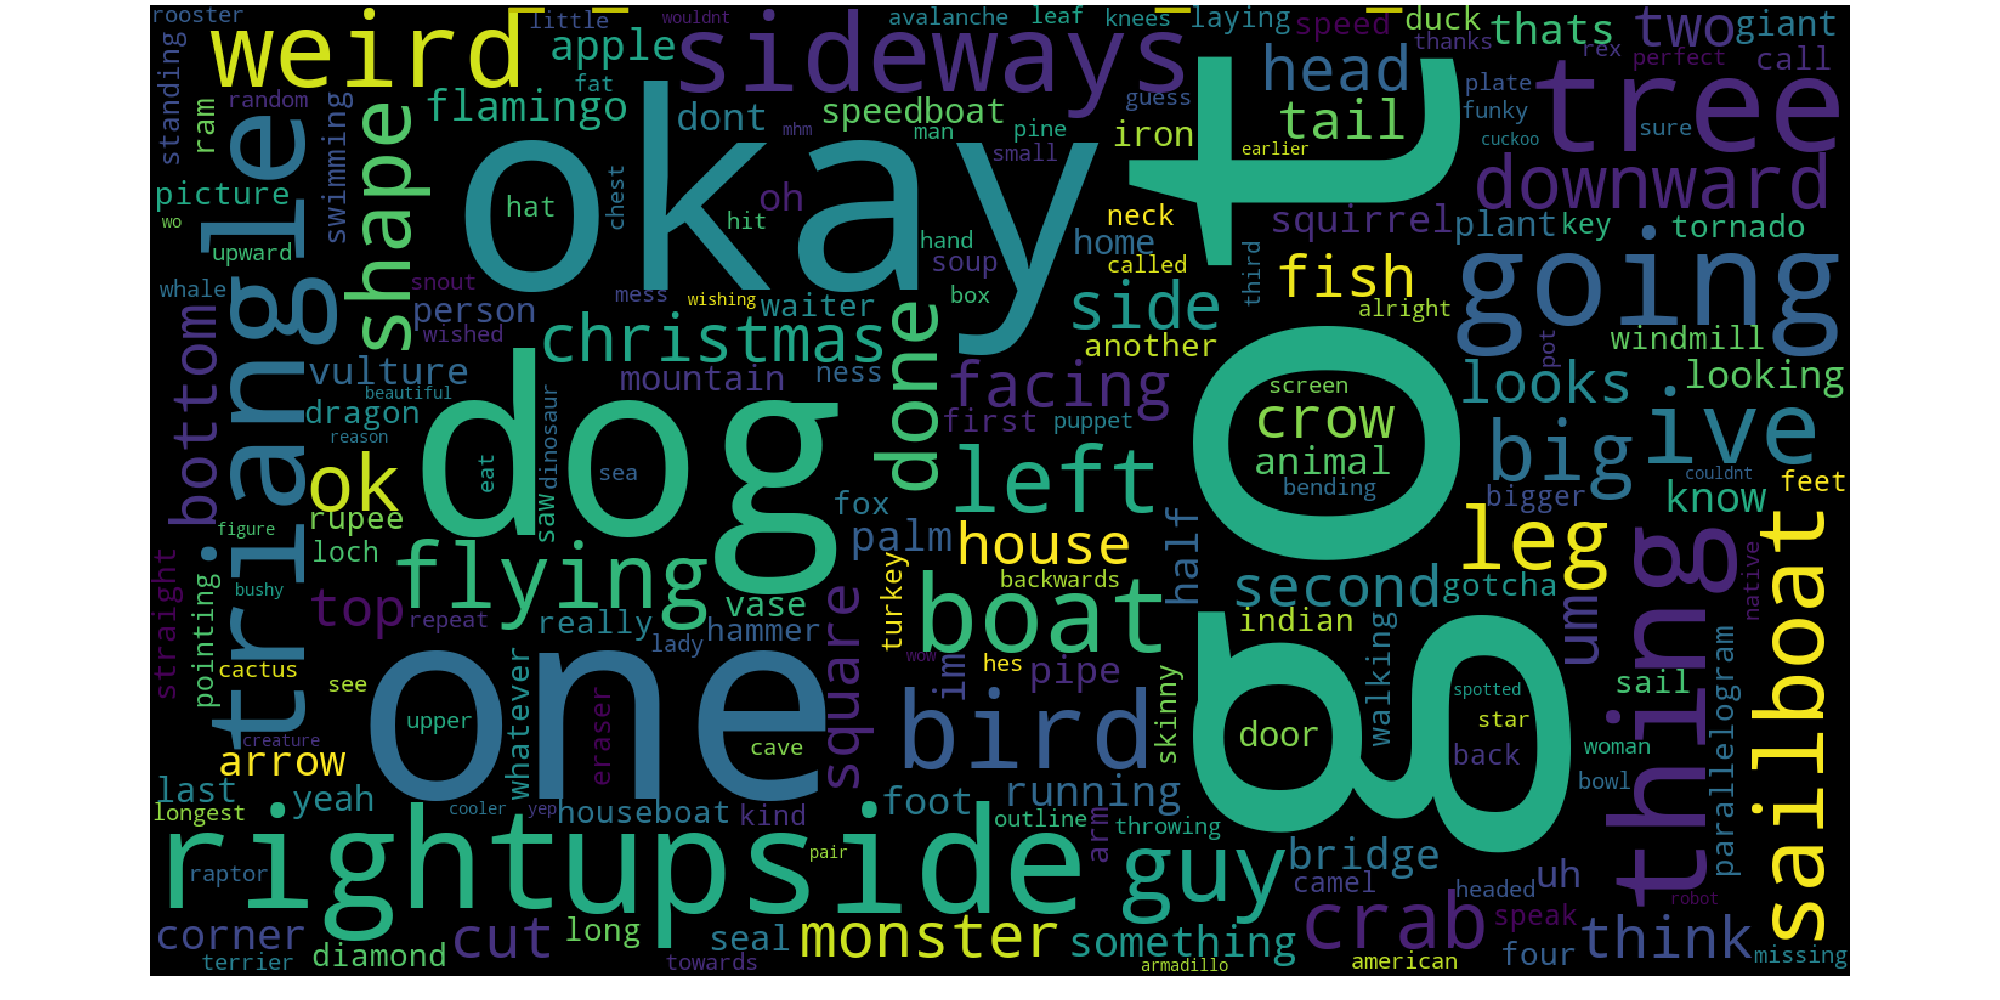 rooster
weird
little
wouldnt
avalanche
leaf
knees
laying
speed
duck
thats
two
giant
standing
apple
sideways
head
thanks
rex
perfect
call
fat
ram
random
swimming
shape
flamingo
dont
mhm
speedboat
man
pine
small
guess
iron
tail
earlier
plate
funky
cuckoo
sure
tree
triangle
okay
got
downward
picture
wo
upward
hat
chest
oh
hit
hand
soup
neck
home
called
squirrel
third
plant
key
tornado
whale
snout
person
wished
mess
wishing
waiter
box
side
fish
alright
going
bottom
christmas
done
another
windmill
pot
vulture
beautiful
mountain
ness
facing
first
puppet
screen
crow
animal
bending
looks
looking
dragon
reason
dog
dinosaur
eat
saw
sea
left
big
ive
couldnt
ok
figure
rupee
loch
fox
palm
house
half
bigger
know
feet
leg
straight
pointing
bushy
flying
vase
turkey
backwards
boat
second
gotcha
native
top
repeat
really
lady
hammer
square
wow
hes
indian
um
thing
sailboat
cactus
see
one
upper
whatever
eraser
cave
im
bird
pipe
skinny
door
walking
spotted
star
back
sail
parallelogram
woman
bowl
creature
arrow
last
yeah
longest
cooler
yep
houseboat
kind
foot
running
outline
throwing
arm
rightupside
pair
guy
bridge
camel
headed
uh
robot
raptor
corner
terrier
diamond
cut
long
towards
seal
monster
something
armadillo
crab
american
speak
four
think
missing